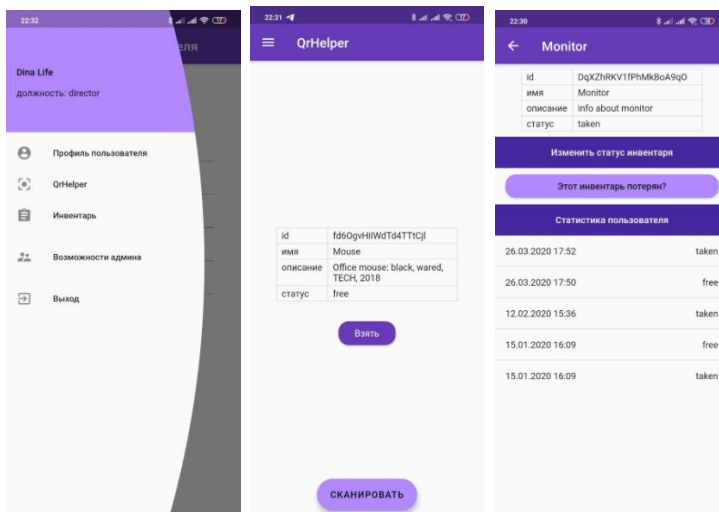 22:32
еля
Dina Life
должность: director
Профиль пользователя
QrHelper
Инвентарь
Возможности админа
Выход
22:31
QrHelper
id fd6OgvHiIWdTd4TTtCjl
имя Mouse
описание Office mouse: black, wared,
TECH, 2018
статус free
Взять
СКАНИРОВАТЬ
22:30
Monitor
id DqXZhRKV1fPhMkBoA9qO
имя Monitor
описание info about monitor
статус taken
Изменить статус инвентаря
Этот инвентарь потерян?
Статистика пользователя
26.03.2020 17:52 taken
26.03.2020 17:50 free
12.02.2020 15:36 taken
15.01.2020 16:09 free
15.01.2020 16:09 taken